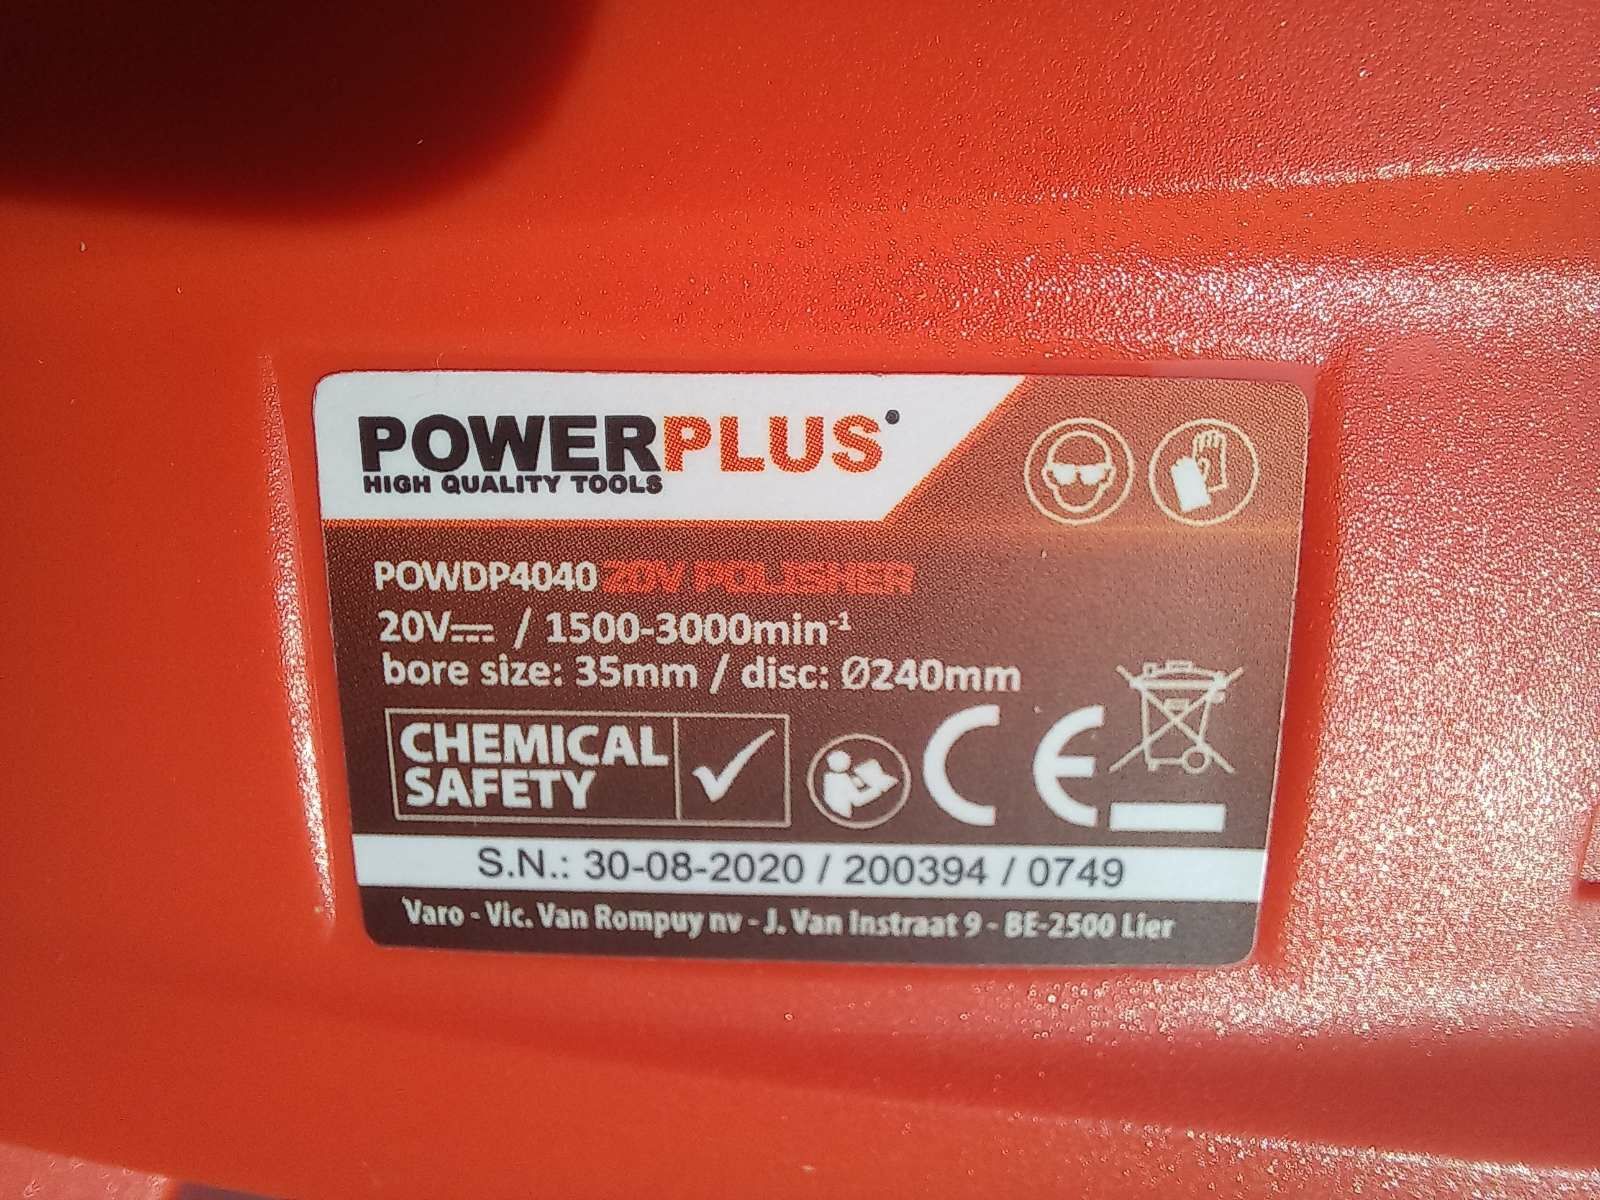 POWERPLUS
HIGH QUALITY TOOLS
POWDP4040 20V POLISHER
20V⎓ / 1500-3000min⁻¹
bore size: 35mm / disc: Ø240mm
CHEMICAL
SAFETY
CE
S.N.: 30-08-2020 / 200394 / 0749
Varo - Vic. Van Rompuy nv - J. Van Instraat 9 - BE-2500 Lier